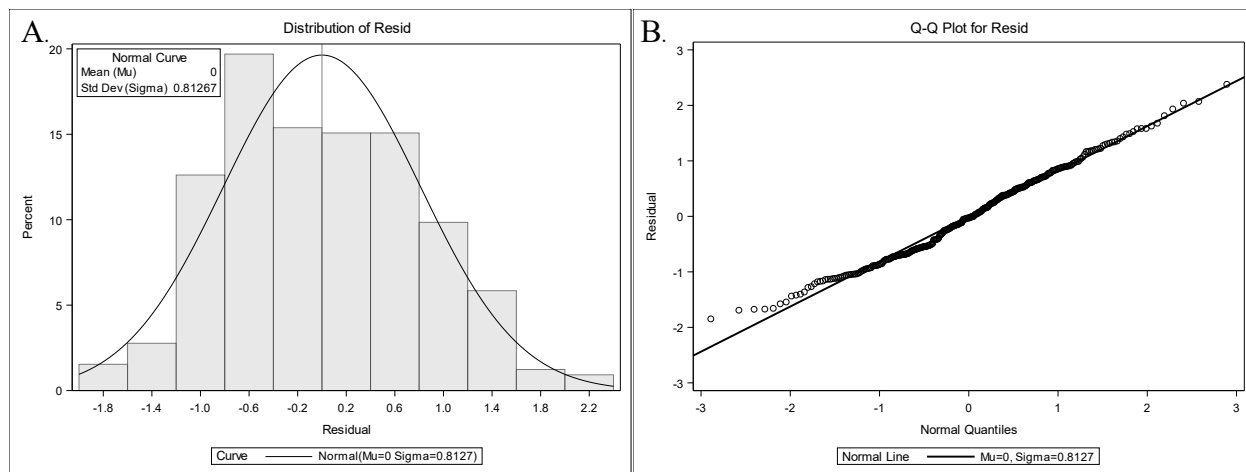 A.
Distribution of Resid
Normal Curve
Mean (Mu) 0
Std Dev (Sigma) 0.81267
20
15
10
5
0
Percent
-1.8 -1.4 -1.0 -0.6 -0.2 0.2 0.6 1.0 1.4 1.8 2.2
Residual
Curve Normal(Mu=0 Sigma=0.8127)
B.
Q-Q Plot for Resid
3
2
1
0
-1
-2
-3
Residual
-3 -2 -1 0 1 2 3
Normal Quantiles
Normal Line Mu=0, Sigma=0.8127